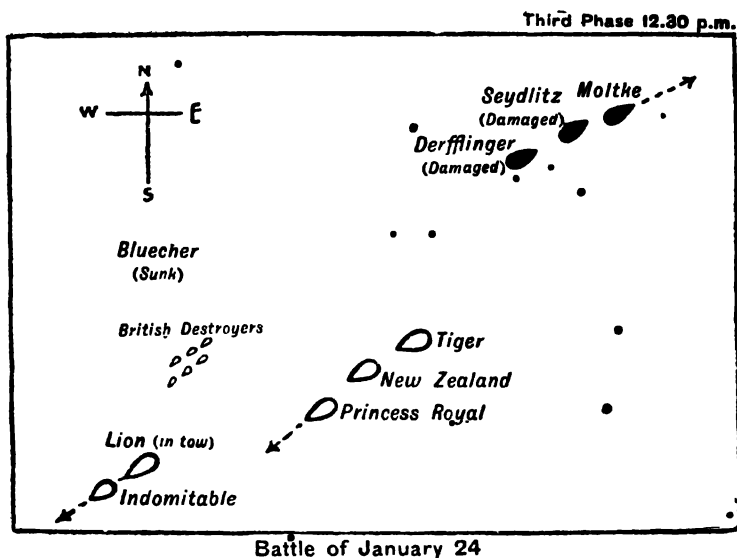 Third Phase 12.30 p.m.
N
W E
S
Seydlitz Moltke
(Damaged)
Derfflinger
(Damaged)
Bluecher
(Sunk)
British Destroyers
Tiger
New Zealand
Princess Royal
Lion (in tow)
Indomitable
Battle of January 24